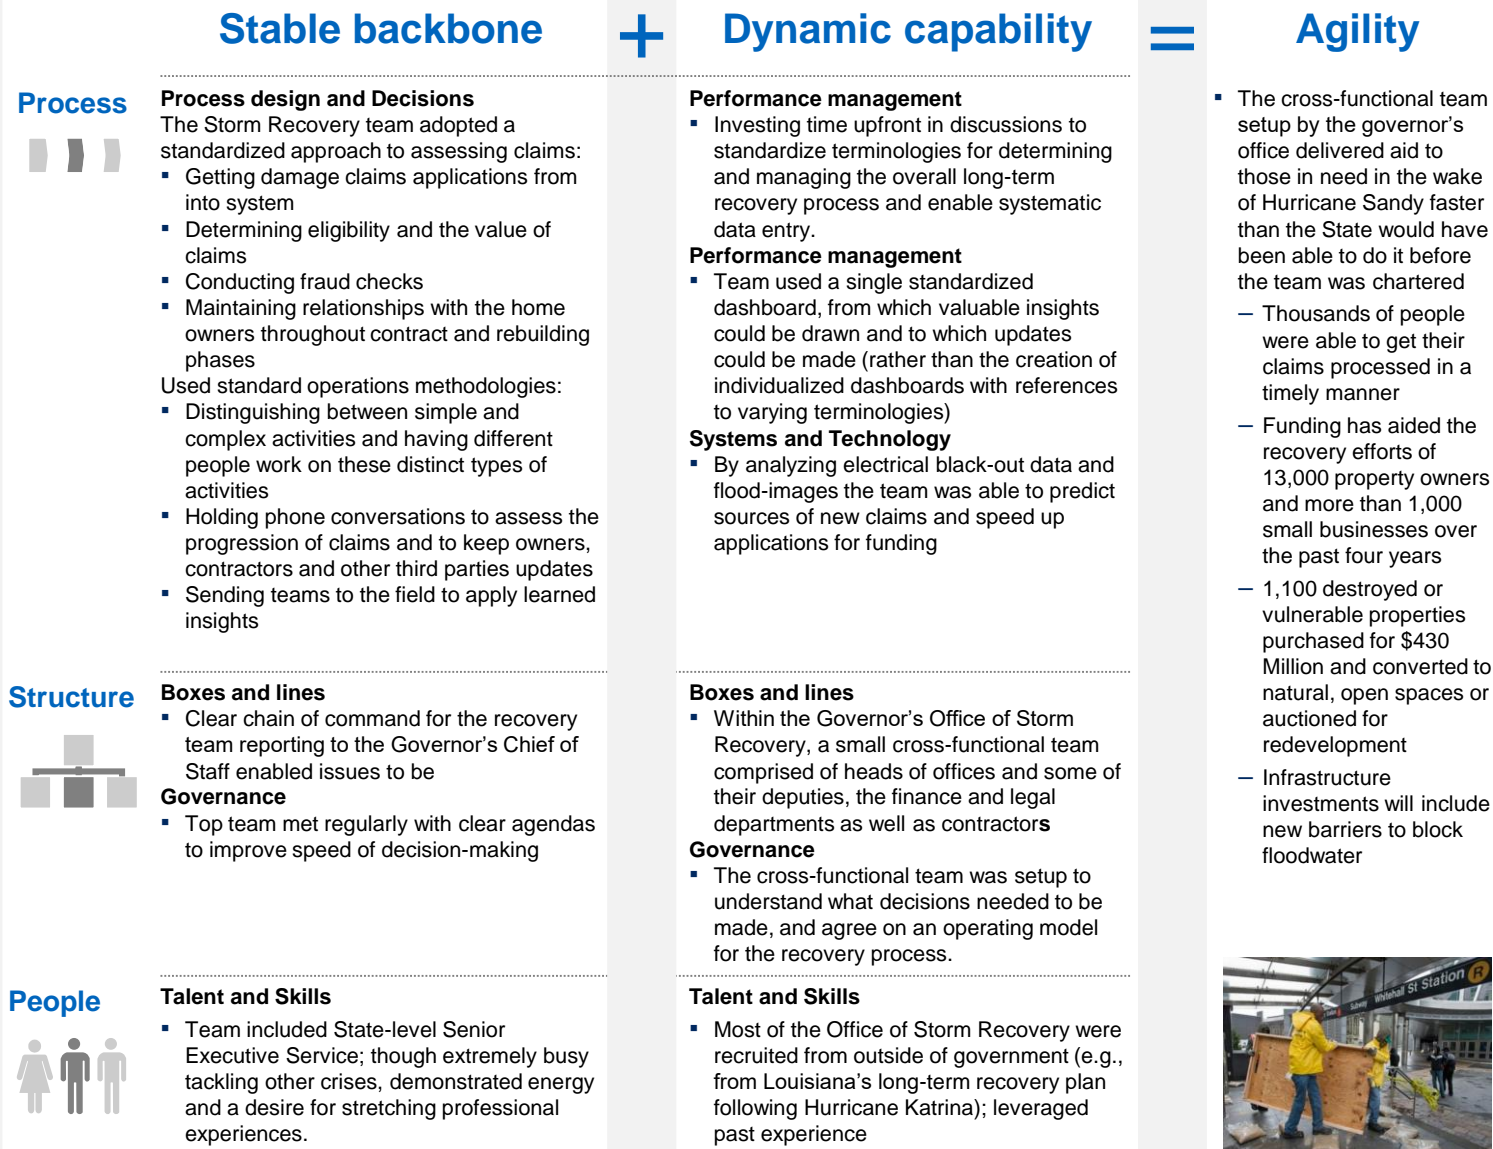 Stable backbone + Dynamic capability = Agility
Process
Process design and Decisions
The Storm Recovery team adopted a
standardized approach to assessing claims:
▪ Getting damage claims applications from
into system
▪ Determining eligibility and the value of
claims
▪ Conducting fraud checks
▪ Maintaining relationships with the home
owners throughout contract and rebuilding
phases
Used standard operations methodologies:
▪ Distinguishing between simple and
complex activities and having different
people work on these distinct types of
activities
▪ Holding phone conversations to assess the
progression of claims and to keep owners,
contractors and other third parties updates
▪ Sending teams to the field to apply learned
insights
Performance management
▪ Investing time upfront in discussions to
standardize terminologies for determining
and managing the overall long-term
recovery process and enable systematic
data entry.
Performance management
▪ Team used a single standardized
dashboard, from which valuable insights
could be drawn and to which updates
could be made (rather than the creation of
individualized dashboards with references
to varying terminologies)
Systems and Technology
▪ By analyzing electrical black-out data and
flood-images the team was able to predict
sources of new claims and speed up
applications for funding
Structure
Boxes and lines
▪ Clear chain of command for the recovery
team reporting to the Governor's Chief of
Staff enabled issues to be
Governance
▪ Top team met regularly with clear agendas
to improve speed of decision-making
Boxes and lines
▪ Within the Governor's Office of Storm
Recovery, a small cross-functional team
comprised of heads of offices and some of
their deputies, the finance and legal
departments as well as contractors
Governance
▪ The cross-functional team was setup to
understand what decisions needed to be
made, and agree on an operating model
for the recovery process.
People
Talent and Skills
▪ Team included State-level Senior
Executive Service; though extremely busy
tackling other crises, demonstrated energy
and a desire for stretching professional
experiences.
Talent and Skills
▪ Most of the Office of Storm Recovery were
recruited from outside of government (e.g.,
from Louisiana's long-term recovery plan
following Hurricane Katrina); leveraged
past experience
▪ The cross-functional team
setup by the governor's
office delivered aid to
those in need in the wake
of Hurricane Sandy faster
than the State would have
been able to do it before
the team was chartered
– Thousands of people
were able to get their
claims processed in a
timely manner
– Funding has aided the
recovery efforts of
13,000 property owners
and more than 1,000
small businesses over
the past four years
– 1,100 destroyed or
vulnerable properties
purchased for $430
Million and converted to
natural, open spaces or
auctioned for
redevelopment
– Infrastructure
investments will include
new barriers to block
floodwater
Subway Whitehall St Station R